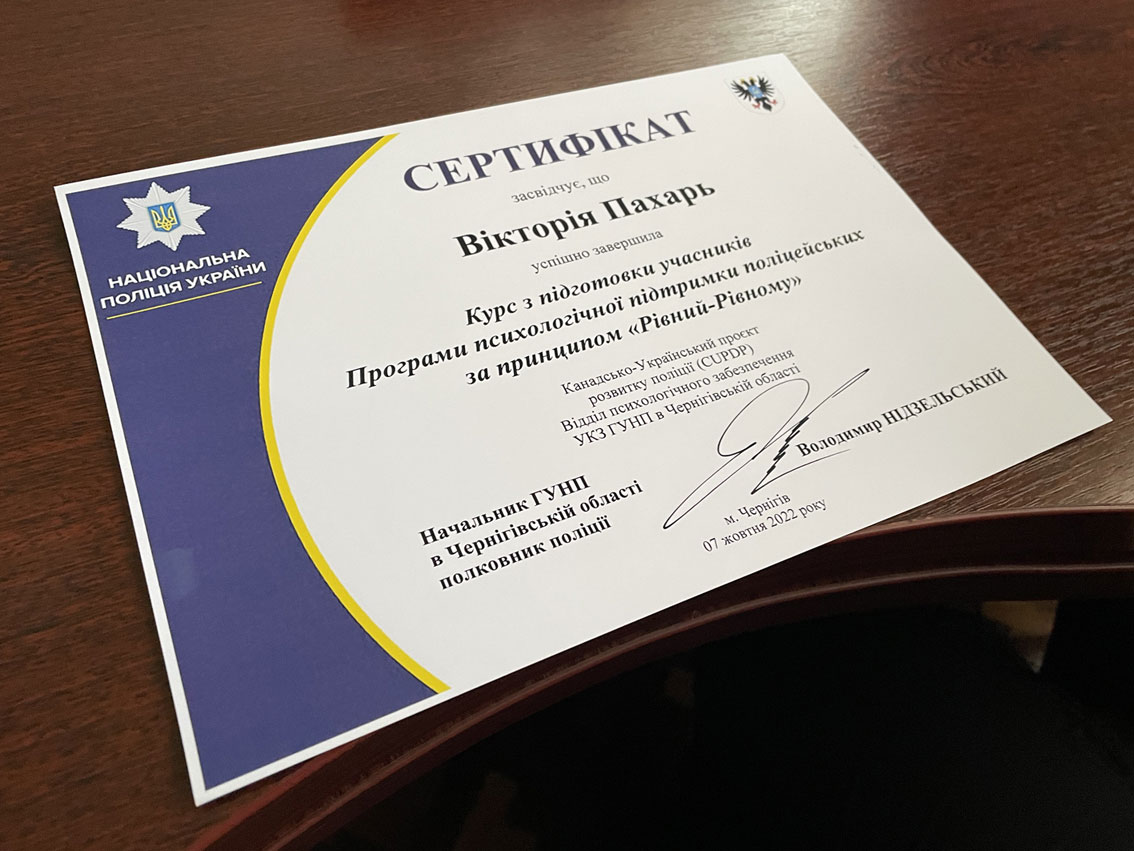 НАЦІОНАЛЬНА
ПОЛІЦІЯ УКРАЇНИ
СЕРТИФІКАТ
засвідчує, що
Вікторія Пахарь
успішно завершила
Курс з підготовки учасників
Програми психологічної підтримки поліцейських
за принципом «Рівний-Рівному»
Канадсько-Український проєкт
розвитку поліції (CUPDP)
Відділ психологічного забезпечення
УКЗ ГУНП в Чернігівській області
Начальник ГУНП
в Чернігівській області
полковник поліції
Володимир НІДЗЕЛЬСЬКИЙ
м. Чернігів
07 жовтня 2022 року